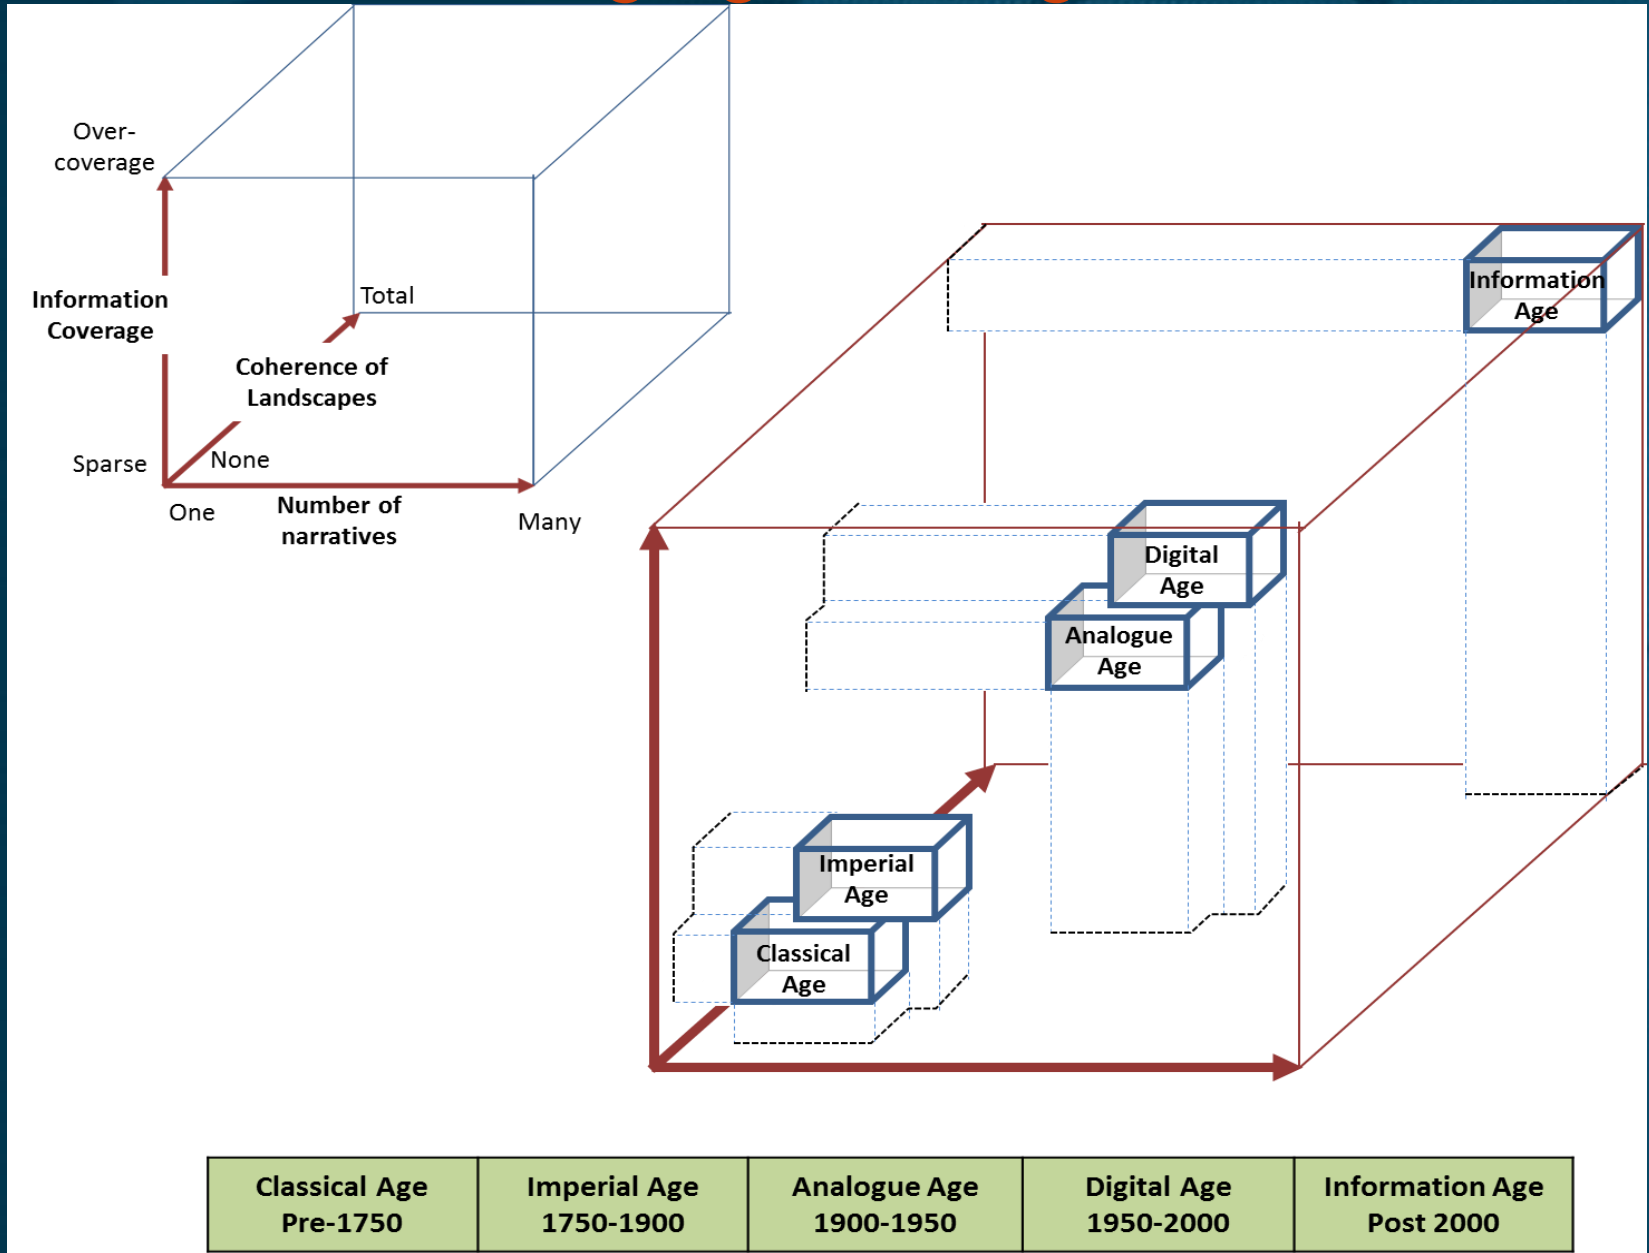 Over-
coverage
Information
Coverage
Total
Coherence of
Landscapes
Sparse
None
One
Number of
narratives
Many
Information
Age
Digital
Age
Analogue
Age
Imperial
Age
Classical
Age
Classical Age
Pre-1750
Imperial Age
1750-1900
Analogue Age
1900-1950
Digital Age
1950-2000
Information Age
Post 2000